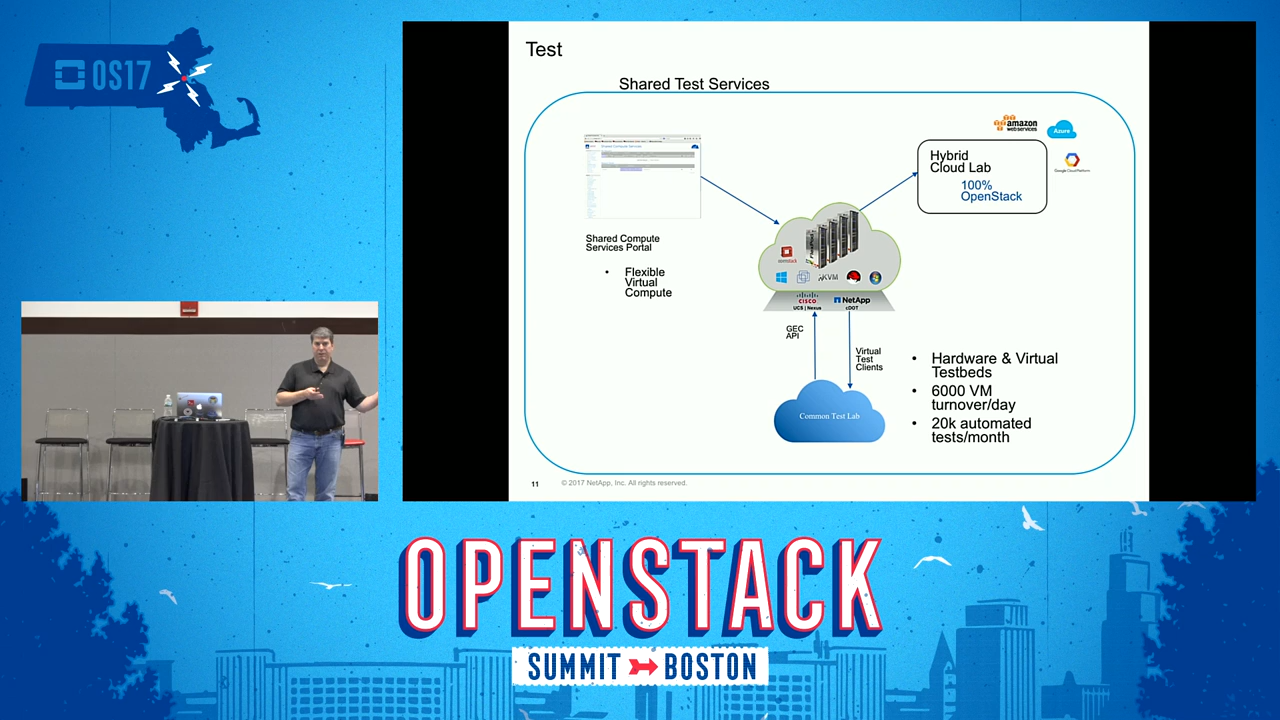 OS17
Test
Shared Test Services
Shared Compute Services
Shared Compute
Services Portal
• Flexible
Virtual
Compute
amazon
webservices
Azure
Google Cloud Platform
Hybrid
Cloud Lab
100%
OpenStack
openstack
KVM
CISCO
UCS | Nexus
NetApp
cDOT
GEC
API
Virtual
Test
Clients
Common Test Lab
• Hardware & Virtual
Testbeds
• 6000 VM
turnover/day
• 20k automated
tests/month
11
© 2017 NetApp, Inc. All rights reserved.
OPENSTACK
SUMMIT BOSTON